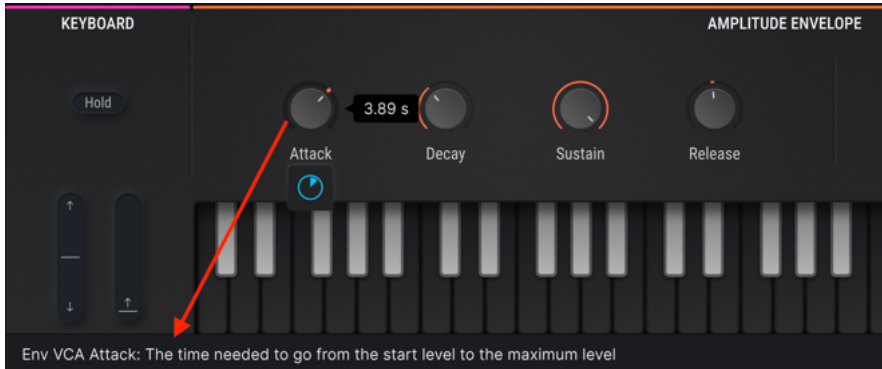 KEYBOARD
AMPLITUDE ENVELOPE
Hold
3.89 s
Attack
Decay
Sustain
Release
Env VCA Attack: The time needed to go from the start level to the maximum level